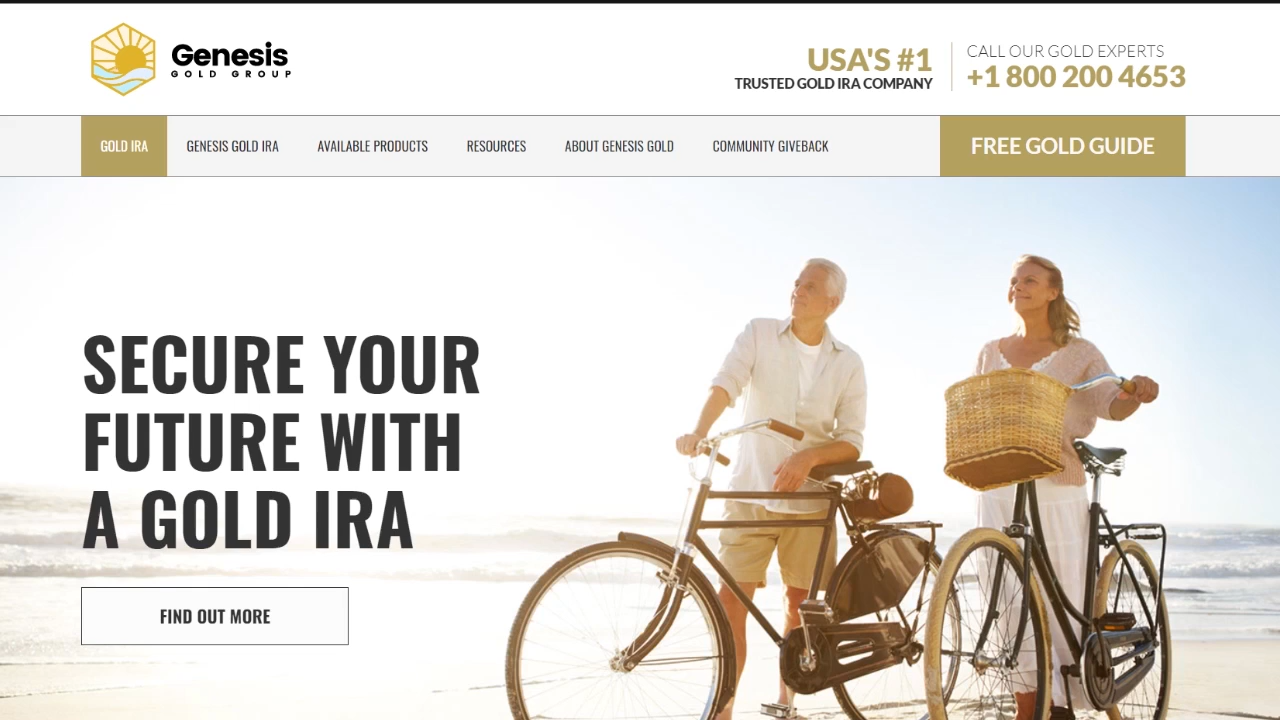 Genesis
GOLD GROUP
USA'S #1
TRUSTED GOLD IRA COMPANY
CALL OUR GOLD EXPERTS
+1 800 200 4653
GOLD IRA
GENESIS GOLD IRA
AVAILABLE PRODUCTS
RESOURCES
ABOUT GENESIS GOLD
COMMUNITY GIVEBACK
FREE GOLD GUIDE
SECURE YOUR
FUTURE WITH
A GOLD IRA
FIND OUT MORE